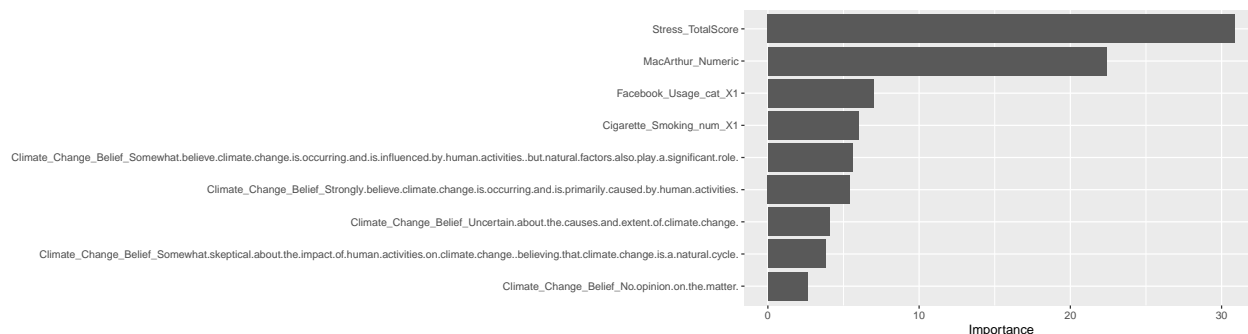 Stress_TotalScore
MacArthur_Numeric
Facebook_Usage_cat_X1
Cigarette_Smoking_num_X1
Climate_Change_Belief_Somewhat.believe.climate.change.is.occurring.and.is.influenced.by.human.activities..but.natural.factors.also.play.a.significant.role.
Climate_Change_Belief_Strongly.believe.climate.change.is.occurring.and.is.primarily.caused.by.human.activities.
Climate_Change_Belief_Uncertain.about.the.causes.and.extent.of.climate.change.
Climate_Change_Belief_Somewhat.skeptical.about.the.impact.of.human.activities.on.climate.change..believing.that.climate.change.is.a.natural.cycle.
Climate_Change_Belief_No.opinion.on.the.matter.
0 10 20 30
Importance